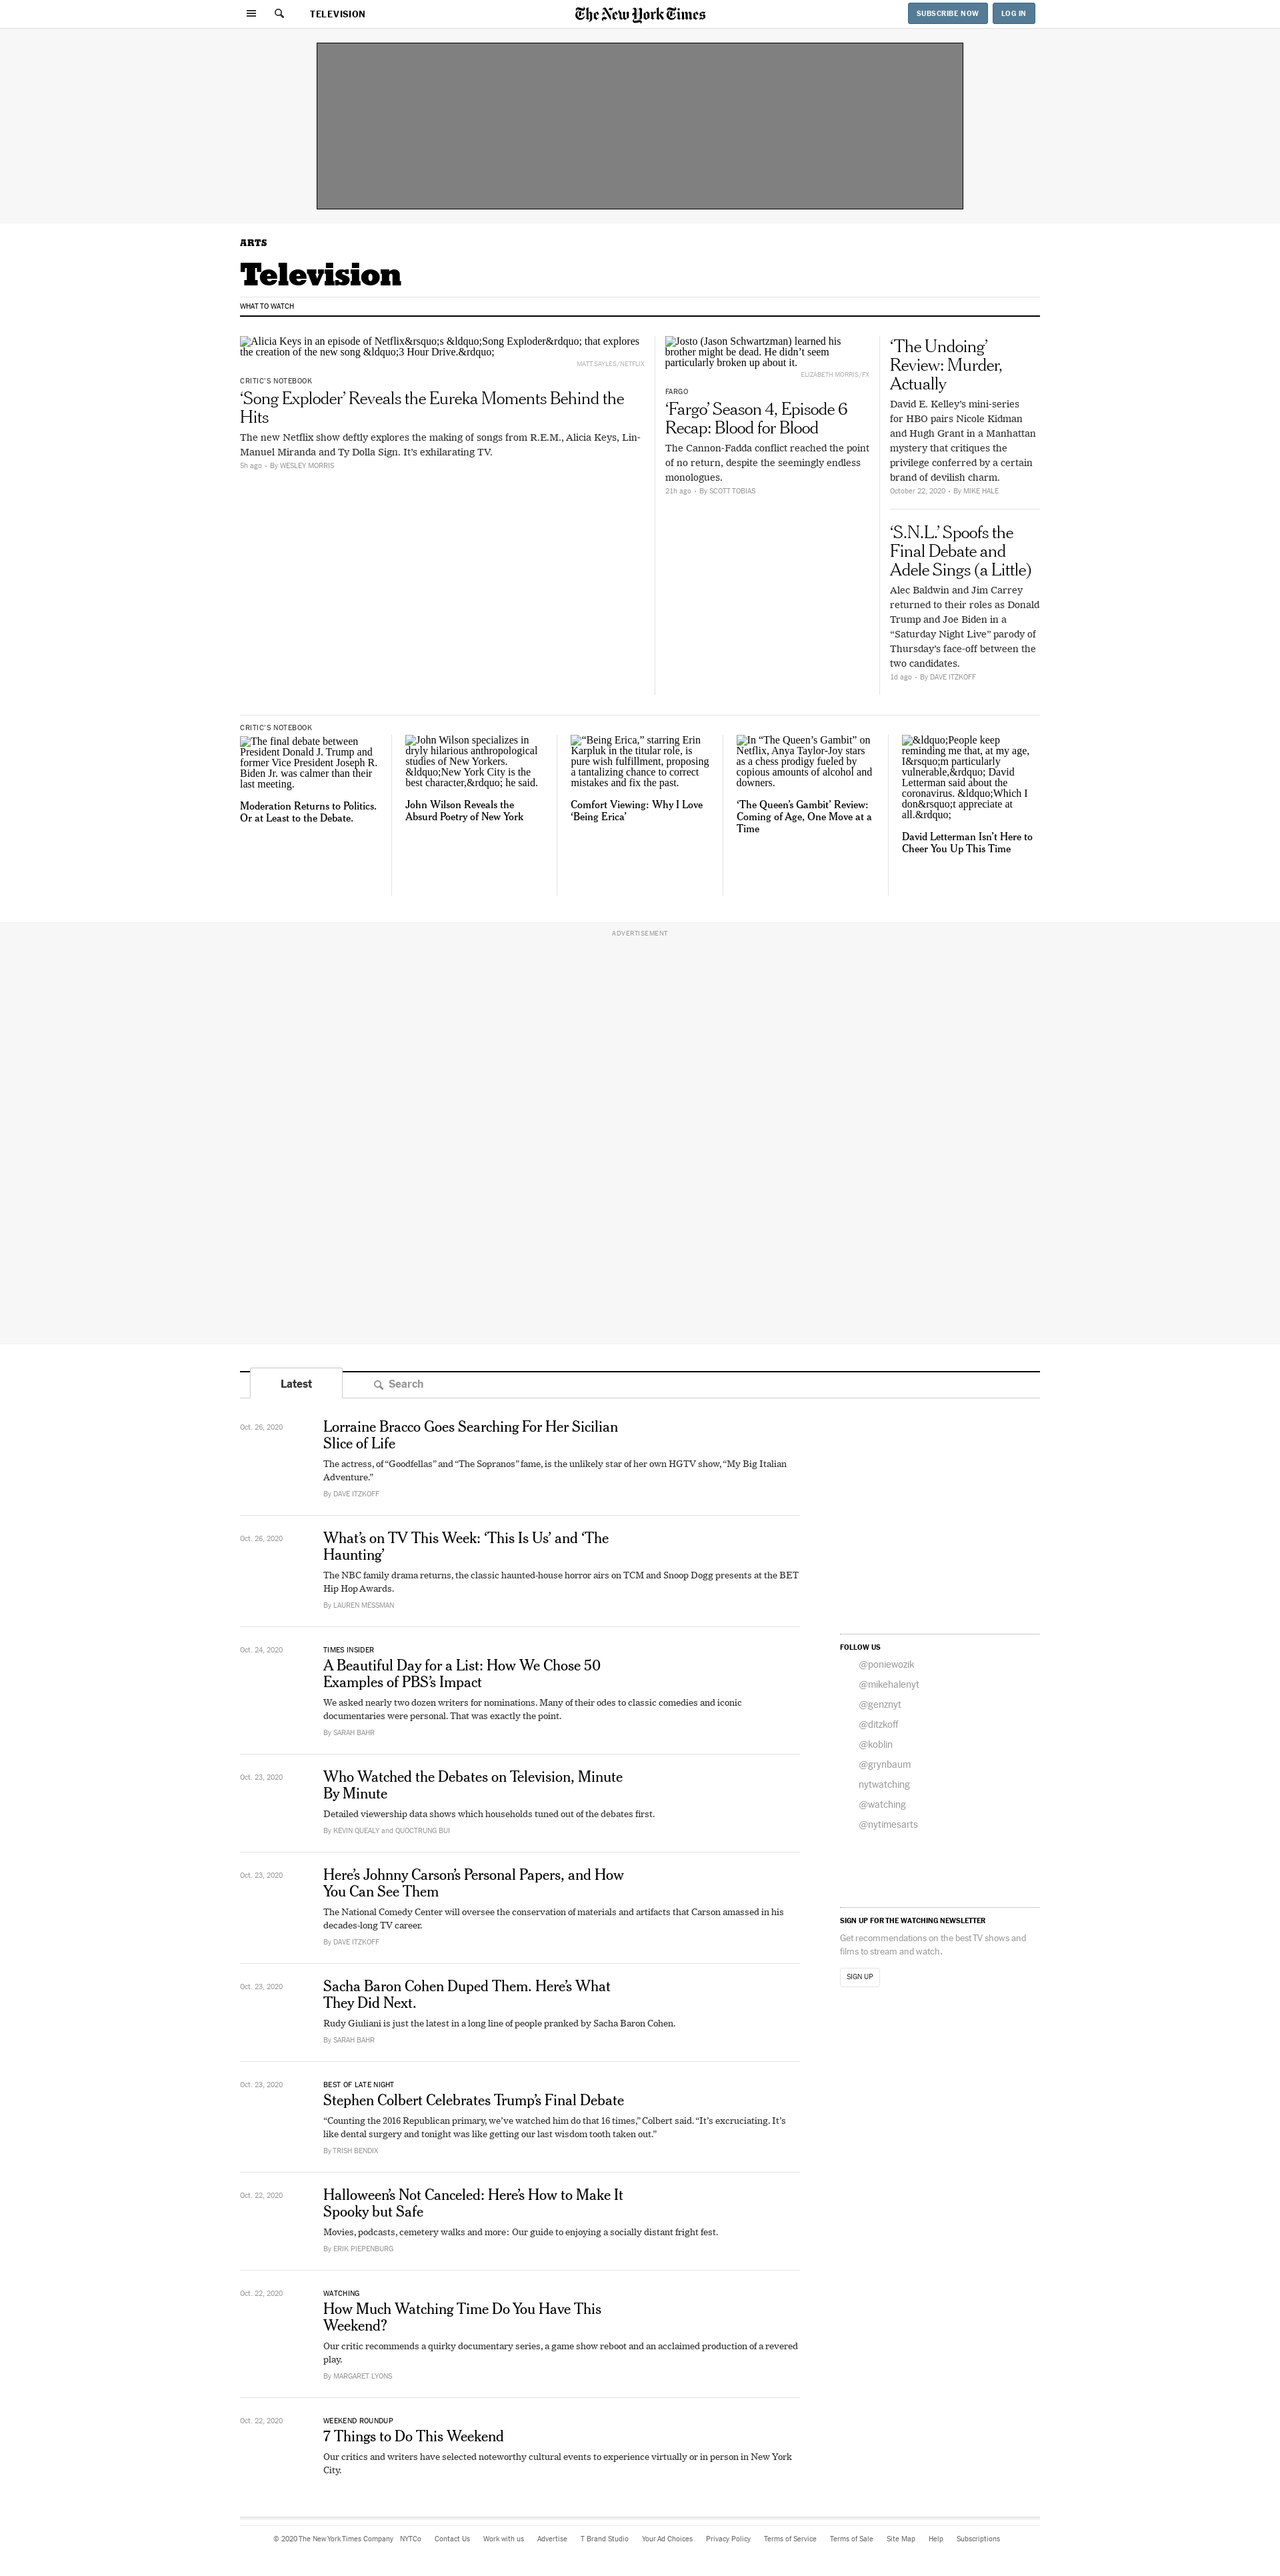 TELEVISION
The New York Times
SUBSCRIBE NOW
LOG IN
ARTS
Television
WHAT TO WATCH
Alicia Keys in an episode of Netflix&rsquo;s &ldquo;Song Exploder&rdquo; that explores
the creation of the new song &ldquo;3 Hour Drive.&rdquo;
MATT SAYLES/NETFLIX
CRITIC'S NOTEBOOK
‘Song Exploder’ Reveals the Eureka Moments Behind the
Hits
The new Netflix show deftly explores the making of songs from R.E.M., Alicia Keys, Lin-
Manuel Miranda and Ty Dolla Sign. It’s exhilarating TV.
5h ago • By WESLEY MORRIS
Josto (Jason Schwartzman) learned his
brother might be dead. He didn’t seem
particularly broken up about it.
ELIZABETH MORRIS/FX
FARGO
‘Fargo’ Season 4, Episode 6
Recap: Blood for Blood
The Cannon-Fadda conflict reached the point
of no return, despite the seemingly endless
monologues.
21h ago • By SCOTT TOBIAS
‘The Undoing’
Review: Murder,
Actually
David E. Kelley’s mini-series
for HBO pairs Nicole Kidman
and Hugh Grant in a Manhattan
mystery that critiques the
privilege conferred by a certain
brand of devilish charm.
October 22, 2020 • By MIKE HALE
‘S.N.L.’ Spoofs the
Final Debate and
Adele Sings (a Little)
Alec Baldwin and Jim Carrey
returned to their roles as Donald
Trump and Joe Biden in a
“Saturday Night Live” parody of
Thursday’s face-off between the
two candidates.
1d ago • By DAVE ITZKOFF
CRITIC'S NOTEBOOK
The final debate between
President Donald J. Trump and
former Vice President Joseph R.
Biden Jr. was calmer than their
last meeting.
Moderation Returns to Politics.
Or at Least to the Debate.
John Wilson specializes in
dryly hilarious anthropological
studies of New Yorkers.
&ldquo;New York City is the
best character,&rdquo; he said.
John Wilson Reveals the
Absurd Poetry of New York
“Being Erica,” starring Erin
Karpluk in the titular role, is
pure wish fulfillment, proposing
a tantalizing chance to correct
mistakes and fix the past.
Comfort Viewing: Why I Love
‘Being Erica’
In “The Queen’s Gambit” on
Netflix, Anya Taylor-Joy stars
as a chess prodigy fueled by
copious amounts of alcohol and
downers.
‘The Queen’s Gambit’ Review:
Coming of Age, One Move at a
Time
&ldquo;People keep
reminding me that, at my age,
I&rsquo;m particularly
vulnerable,&rdquo; David
Letterman said about the
coronavirus. &ldquo;Which I
don&rsquo;t appreciate at
all.&rdquo;
David Letterman Isn’t Here to
Cheer You Up This Time
ADVERTISEMENT
Latest
Search
Oct. 26, 2020
Lorraine Bracco Goes Searching For Her Sicilian
Slice of Life
The actress, of “Goodfellas” and “The Sopranos” fame, is the unlikely star of her own HGTV show, “My Big Italian
Adventure.”
By DAVE ITZKOFF
Oct. 26, 2020
What’s on TV This Week: ‘This Is Us’ and ‘The
Haunting’
The NBC family drama returns, the classic haunted-house horror airs on TCM and Snoop Dogg presents at the BET
Hip Hop Awards.
By LAUREN MESSMAN
Oct. 24, 2020
TIMES INSIDER
A Beautiful Day for a List: How We Chose 50
Examples of PBS’s Impact
We asked nearly two dozen writers for nominations. Many of their odes to classic comedies and iconic
documentaries were personal. That was exactly the point.
By SARAH BAHR
Oct. 23, 2020
Who Watched the Debates on Television, Minute
By Minute
Detailed viewership data shows which households tuned out of the debates first.
By KEVIN QUEALY and QUOCTRUNG BUI
Oct. 23, 2020
Here’s Johnny Carson’s Personal Papers, and How
You Can See Them
The National Comedy Center will oversee the conservation of materials and artifacts that Carson amassed in his
decades-long TV career.
By DAVE ITZKOFF
Oct. 23, 2020
Sacha Baron Cohen Duped Them. Here’s What
They Did Next.
Rudy Giuliani is just the latest in a long line of people pranked by Sacha Baron Cohen.
By SARAH BAHR
Oct. 23, 2020
BEST OF LATE NIGHT
Stephen Colbert Celebrates Trump’s Final Debate
“Counting the 2016 Republican primary, we’ve watched him do that 16 times,” Colbert said. “It’s excruciating. It’s
like dental surgery and tonight was like getting our last wisdom tooth taken out.”
By TRISH BENDIX
Oct. 22, 2020
Halloween’s Not Canceled: Here’s How to Make It
Spooky but Safe
Movies, podcasts, cemetery walks and more: Our guide to enjoying a socially distant fright fest.
By ERIK PIEPENBURG
Oct. 22, 2020
WATCHING
How Much Watching Time Do You Have This
Weekend?
Our critic recommends a quirky documentary series, a game show reboot and an acclaimed production of a revered
play.
By MARGARET LYONS
Oct. 22, 2020
WEEKEND ROUNDUP
7 Things to Do This Weekend
Our critics and writers have selected noteworthy cultural events to experience virtually or in person in New York
City.
FOLLOW US
@poniewozik
@mikehalenyt
@genznyt
@ditzkoff
@koblin
@grynbaum
nytwatching
@watching
@nytimesarts
SIGN UP FOR THE WATCHING NEWSLETTER
Get recommendations on the best TV shows and
films to stream and watch.
SIGN UP
© 2020 The New York Times Company NYTCo Contact Us Work with us Advertise T Brand Studio Your Ad Choices Privacy Policy Terms of Service Terms of Sale Site Map Help Subscriptions